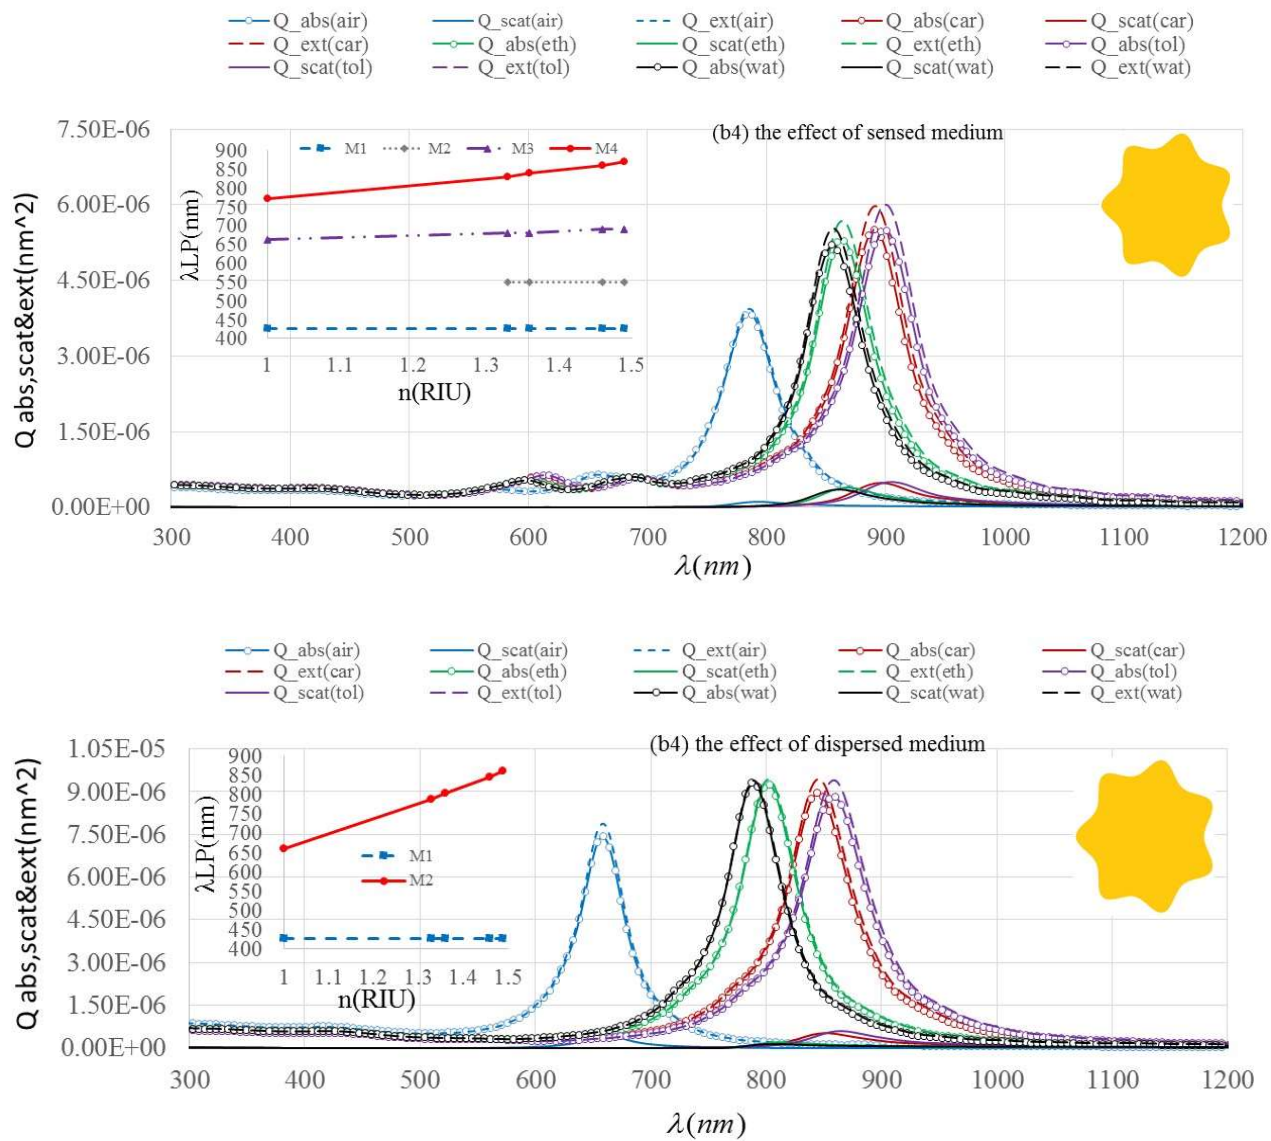 Q_abs(air) Q_scat(air) Q_ext(air) Q_abs(car) Q_scat(car)
Q_ext(car) Q_abs(eth) Q_scat(eth) Q_ext(eth) Q_abs(tol)
Q_scat(tol) Q_ext(tol) Q_abs(wat) Q_scat(wat) Q_ext(wat)
(b4) the effect of sensed medium
Q abs,scat&ext(nm^2)
7.50E-06
6.00E-06
4.50E-06
3.00E-06
1.50E-06
0.00E+00
M1 M2 M3 M4
λLP(nm)
900
850
800
750
700
650
600
550
500
450
400
1 1.1 1.2 1.3 1.4 1.5
n(RIU)
300 400 500 600 700 800 900 1000 1100 1200
λ(nm)
Q_abs(air) Q_scat(air) Q_ext(air) Q_abs(car) Q_scat(car)
Q_ext(car) Q_abs(eth) Q_scat(eth) Q_ext(eth) Q_abs(tol)
Q_scat(tol) Q_ext(tol) Q_abs(wat) Q_scat(wat) Q_ext(wat)
(b4) the effect of dispersed medium
Q abs,scat&ext(nm^2)
1.05E-05
9.00E-06
7.50E-06
6.00E-06
4.50E-06
3.00E-06
1.50E-06
0.00E+00
λLP(nm)
900
850
800
750
700
650
600
550
500
450
400
M1
M2
1 1.1 1.2 1.3 1.4 1.5
n(RIU)
300 400 500 600 700 800 900 1000 1100 1200
λ(nm)